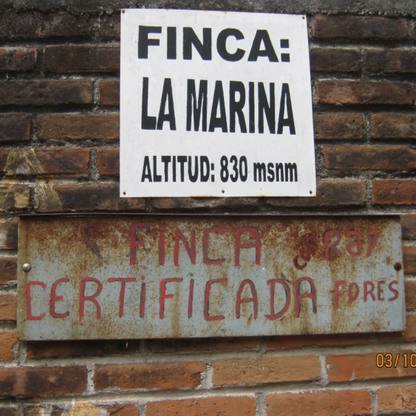 FINCA:
LA MARINA
ALTITUD: 830 msnm
FINCA
CERTIFICADA
03/10